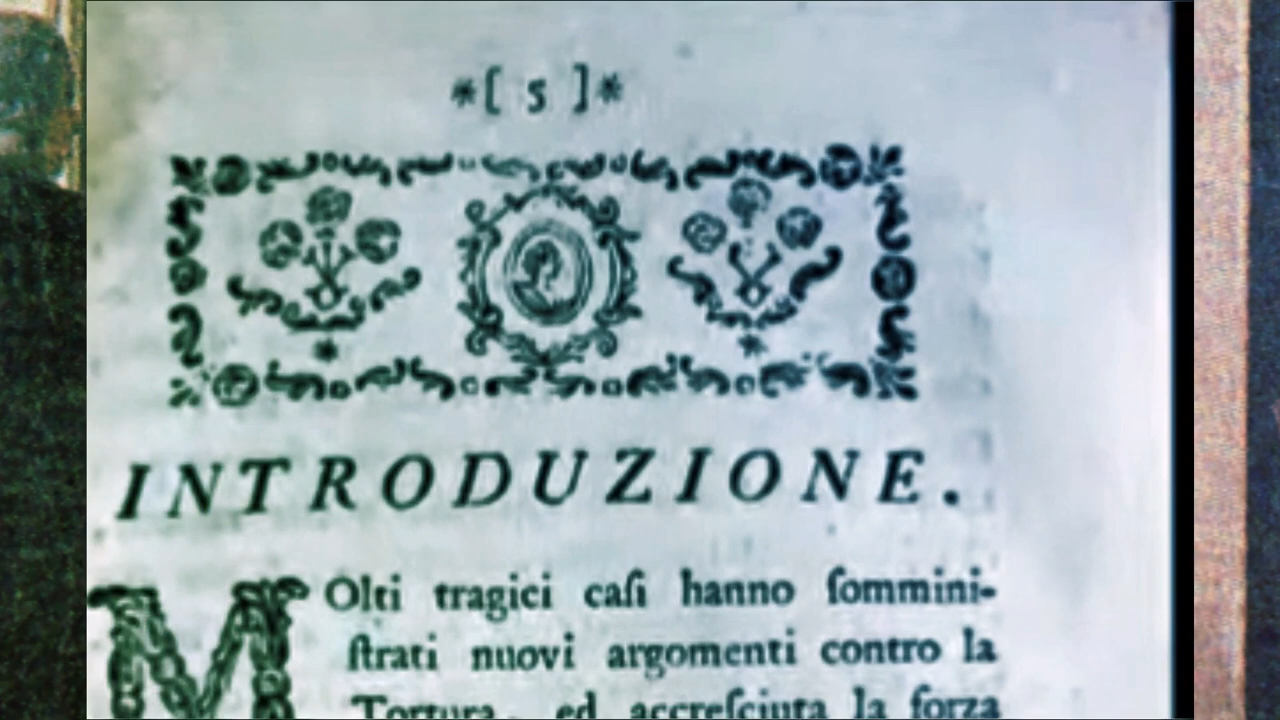 *[ 5 ]*
INTRODUZIONE.
MOlti tragici caſi hanno ſommini-
ſtrati nuovi argomenti contro la
Tortura, ed accreſciuta la forza